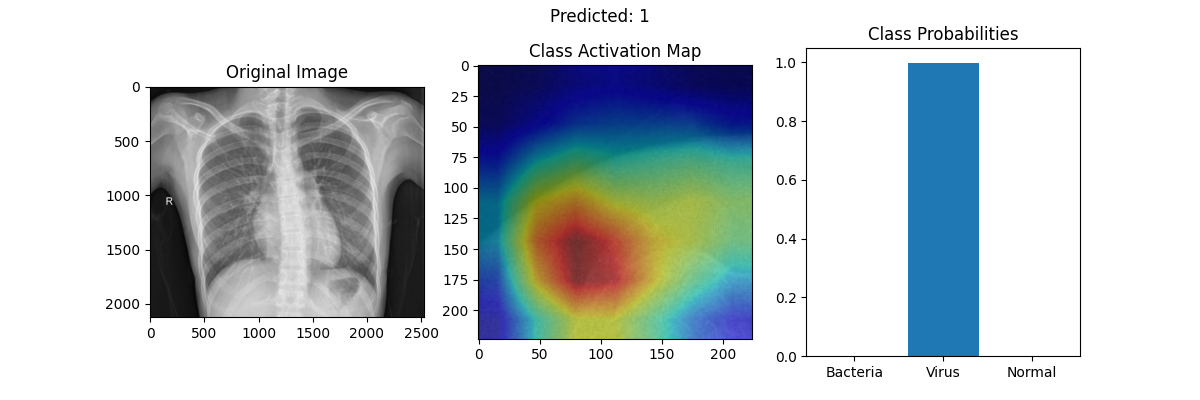 Predicted: 1
Original Image
0
500
1000
1500
2000
0 500 1000 1500 2000 2500
R
Class Activation Map
0
25
50
75
100
125
150
175
200
0 50 100 150 200
Class Probabilities
1.0
0.8
0.6
0.4
0.2
0.0
Bacteria Virus Normal